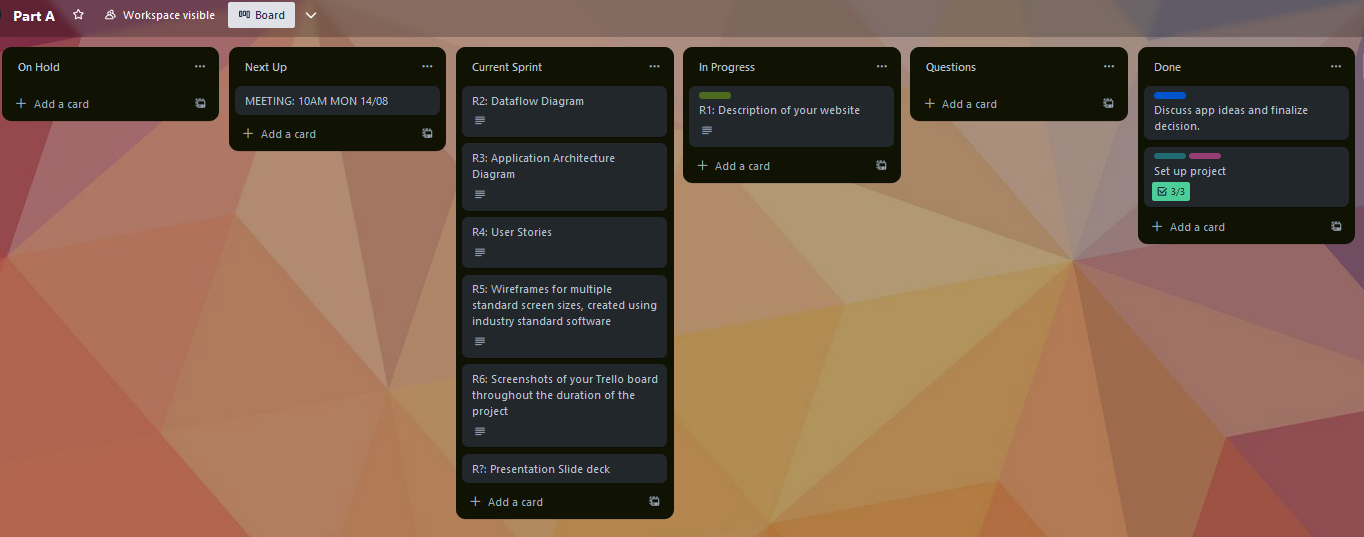 Part A
Workspace visible
Board
On Hold
Add a card
Next Up
MEETING: 10AM MON 14/08
Add a card
Current Sprint
R2: Dataflow Diagram
R3: Application Architecture
Diagram
R4: User Stories
R5: Wireframes for multiple
standard screen sizes, created using
industry standard software
R6: Screenshots of your Trello board
throughout the duration of the
project
R?: Presentation Slide deck
Add a card
In Progress
R1: Description of your website
Add a card
Questions
Add a card
Done
Discuss app ideas and finalize
decision.
Set up project
3/3
Add a card